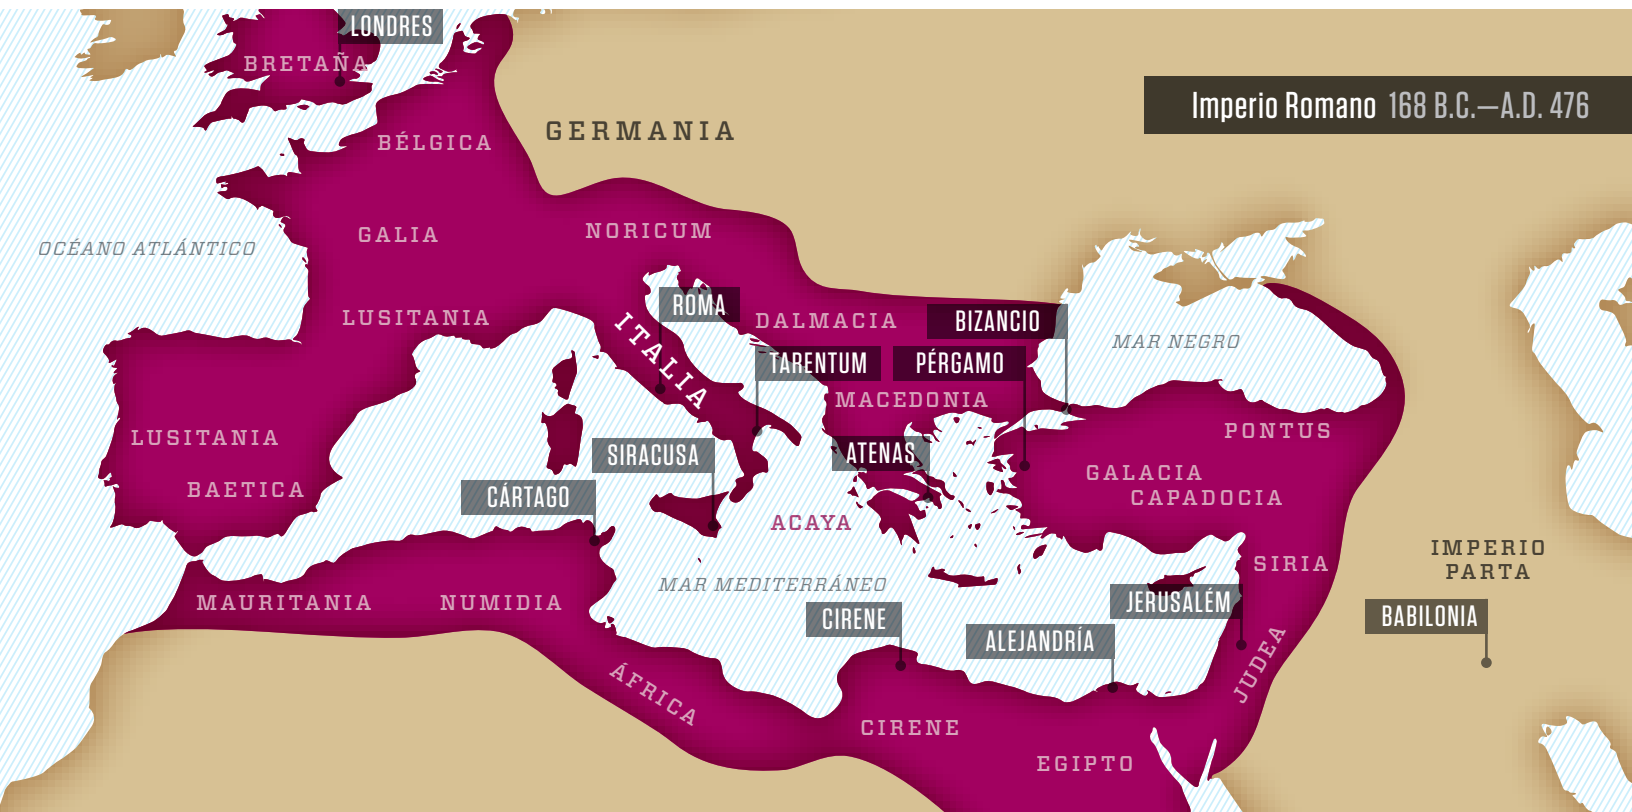 LONDRES
BRETAÑA
Imperio Romano 168 B.C.—A.D. 476
GERMANIA
BÉLGICA
OCÉANO ATLÁNTICO
GALIA
NORICUM
ROMA
LUSITANIA
ITALIA
DALMACIA
BIZANCIO
MAR NEGRO
TARENTUM
PÉRGAMO
MACEDONIA
LUSITANIA
PONTUS
SIRACUSA
ATENAS
GALACIA
CAPADOCIA
BAETICA
CÁRTAGO
ACAYA
IMPERIO
PARTA
SIRIA
MAR MEDITERRÁNEO
MAURITANIA
NUMIDIA
JERUSALÉM
CIRENE
BABILONIA
ALEJANDRÍA
JUDEA
ÁFRICA
CIRENE
EGIPTO